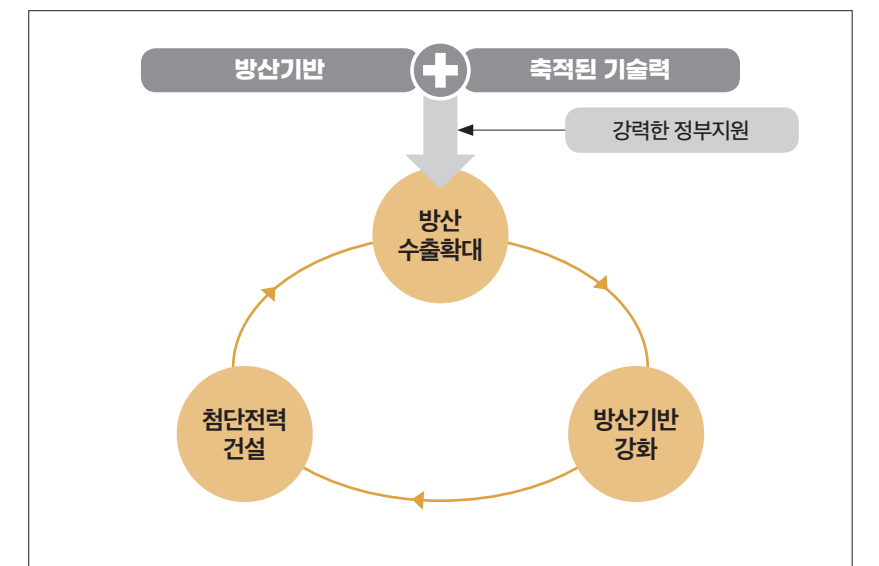 방산기반
축적된 기술력
강력한 정부지원
방산
수출확대
첨단전력
건설
방산기반
강화